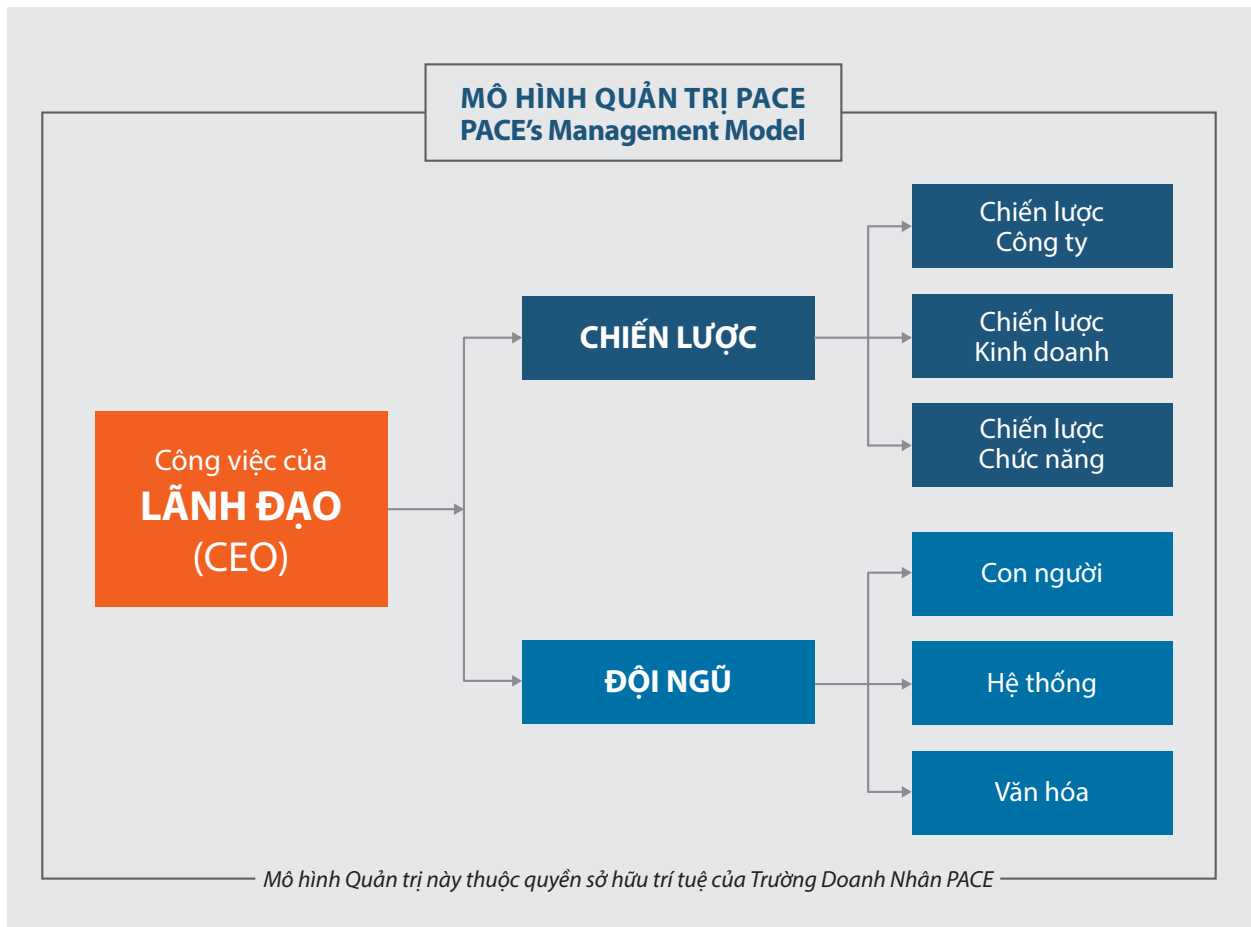 MÔ HÌNH QUẢN TRỊ PACE
PACE's Management Model
Công việc của
LÃNH ĐẠO
(CEO)
CHIẾN LƯỢC
Chiến lược
Công ty
Chiến lược
Kinh doanh
Chiến lược
Chức năng
ĐỘI NGŨ
Con người
Hệ thống
Văn hóa
Mô hình Quản trị này thuộc quyền sở hữu trí tuệ của Trường Doanh Nhân PACE